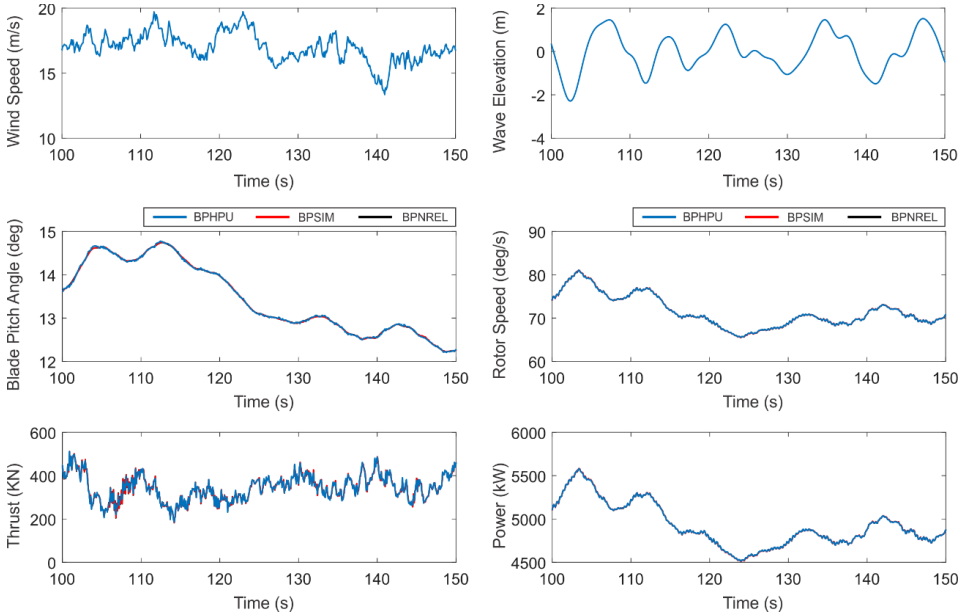 20
15
10
Wind Speed (m/s)
100 110 120 130 140 150
Time (s)
2
0
-2
-4
Wave Elevation (m)
100 110 120 130 140 150
Time (s)
BPHPU BPSIM BPNREL
15
14
13
12
Blade Pitch Angle (deg)
100 110 120 130 140 150
Time (s)
BPHPU BPSIM BPNREL
90
80
70
60
Rotor Speed (deg/s)
100 110 120 130 140 150
Time (s)
600
400
200
0
Thrust (KN)
100 110 120 130 140 150
Time (s)
6000
5500
5000
4500
Power (kW)
100 110 120 130 140 150
Time (s)